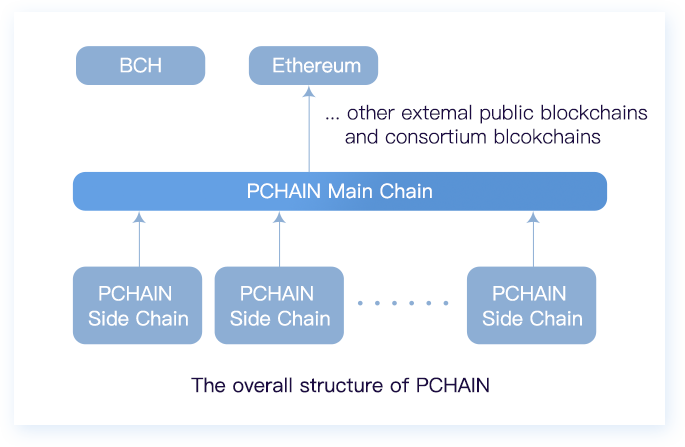 BCH
Ethereum
... other extemal public blockchains
and consortium blcokchains
PCHAIN Main Chain
PCHAIN
Side Chain
PCHAIN
Side Chain
PCHAIN
Side Chain
The overall structure of PCHAIN